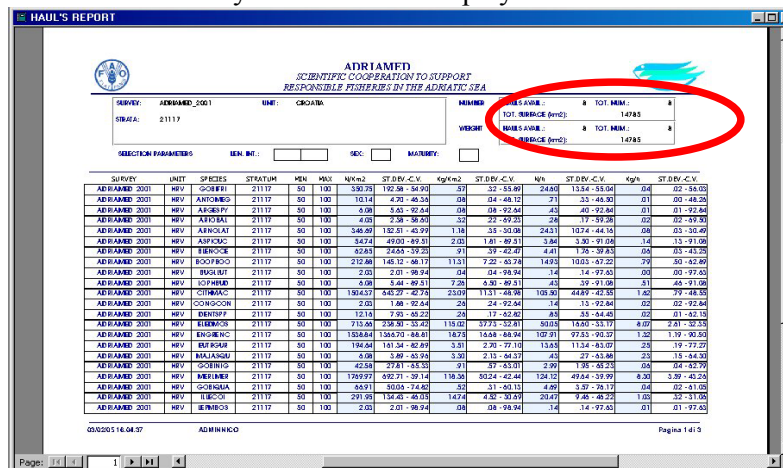 HAUL'S REPORT
ADRIAMED
SCIENTIFIC COOPERATION TO SUPPORT
RESPONSIBLE FISHERIES IN THE ADRIATIC SEA
SURVEY: ADRIAMED_2001 UNIT: CROATIA NUMBER HAULS AVAIL.: 8 TOT. NUM.: 8
TOT. SURFACE (km2): 14785
STRATA: 21117
WEIGHT HAULS AVAIL.: 8 TOT. NUM.: 8
TOT. SURFACE (km2): 14785
SELECTION PARAMETERS LEN. INT.: SEX: MATURITY:
SURVEY UNIT SPECIES STRATUM MIN MAX N/Km2 ST.DEV.-C.V. Kg/Km2 ST.DEV.-C.V. N/h ST.DEV.-C.V. Kg/h ST.DEV.-C.V.
ADRIAMED 2001 HRV GOBIFRI 21117 50 100 350.75 192.58 - 54.90 .57 .32 - 55.89 24.60 13.54 - 55.04 .04 .02 - 56.03
ADRIAMED 2001 HRV ANTOMEG 21117 50 100 10.14 4.70 - 46.36 .08 .04 - 48.12 .71 .33 - 46.50 .01 .00 - 48.26
ADRIAMED 2001 HRV ARGESPY 21117 50 100 6.08 5.63 - 92.64 .08 .08 - 92.64 .43 .40 - 92.84 .01 .01 - 92.84
ADRIAMED 2001 HRV 21117 50 100 4.05 2.38 - 58.60 .32 .22 - 69.23 .28 .17 - 59.28 .02 .02 - 69.50
ADRIAMED 2001 HRV ARNOLAT 21117 50 100 346.69 152.51 - 43.99 1.16 .35 - 30.08 24.31 10.74 - 44.16 .08 .03 - 30.49
ADRIAMED 2001 HRV ASPICUC 21117 50 100 54.74 49.00 - 89.51 2.03 1.81 - 89.51 3.84 3.50 - 91.08 .14 .13 - 91.08
ADRIAMED 2001 HRV BLENOCE 21117 50 100 62.85 24.66 - 39.23 .91 .39 - 42.47 4.41 1.76 - 39.83 .06 .03 - 43.25
ADRIAMED 2001 HRV BOOPBOO 21117 50 100 212.88 145.12 - 68.17 11.31 7.22 - 63.78 14.93 10.03 - 67.22 .79 .50 - 62.89
ADRIAMED 2001 HRV BUGLLUT 21117 50 100 2.03 2.01 - 98.94 .04 .04 - 98.94 .14 .14 - 97.63 .00 .00 - 97.63
ADRIAMED 2001 HRV LOPHBUD 21117 50 100 6.08 5.44 - 89.51 7.26 6.50 - 89.51 .43 .39 - 91.08 .51 .46 - 91.08
ADRIAMED 2001 HRV CITHMAC 21117 50 100 1504.37 643.27 - 42.76 23.09 11.31 - 48.98 105.50 44.89 - 42.55 1.62 .79 - 48.55
ADRIAMED 2001 HRV CONGCON 21117 50 100 2.03 1.88 - 92.64 .26 .24 - 92.64 .14 .13 - 92.84 .02 .02 - 92.84
ADRIAMED 2001 HRV DENTSPP 21117 50 100 12.16 7.93 - 65.22 .26 .17 - 62.82 .85 .55 - 64.45 .02 .01 - 62.15
ADRIAMED 2001 HRV ELEDMOS 21117 50 100 713.66 238.50 - 33.42 115.02 37.73 - 32.81 50.05 16.60 - 33.17 8.07 2.61 - 32.35
ADRIAMED 2001 HRV ENGRENC 21117 50 100 1538.84 1366.70 - 88.81 18.75 16.68 - 88.94 107.91 97.53 - 90.37 1.32 1.19 - 90.50
ADRIAMED 2001 HRV EUTRGUR 21117 50 100 194.64 161.34 - 82.89 3.51 2.70 - 77.10 13.65 11.34 - 83.07 .25 .19 - 77.27
ADRIAMED 2001 HRV MAJASQU 21117 50 100 6.08 3.89 - 63.96 3.30 2.13 - 64.37 .43 .27 - 63.88 .23 .15 - 64.30
ADRIAMED 2001 HRV GOBINIG 21117 50 100 42.58 27.81 - 65.33 .91 .57 - 63.01 2.99 1.95 - 65.23 .06 .04 - 62.79
ADRIAMED 2001 HRV MERLMER 21117 50 100 1769.97 692.71 - 39.14 118.36 50.24 - 42.44 124.12 49.64 - 39.99 8.30 3.59 - 43.26
ADRIAMED 2001 HRV GOBIQUA 21117 50 100 66.91 50.06 - 74.82 .52 .31 - 60.13 4.69 3.57 - 76.17 .04 .02 - 61.05
ADRIAMED 2001 HRV ILLECOI 21117 50 100 291.95 134.43 - 46.05 14.74 4.52 - 30.69 20.47 9.46 - 46.22 1.03 .32 - 31.06
ADRIAMED 2001 HRV LEPMBOS 21117 50 100 2.03 2.01 - 98.94 .08 .08 - 98.94 .14 .14 - 97.63 .01 .01 - 97.63
03/02/05 16.04.37 ADMINNICO Pagina 1 di 3
Page: 1